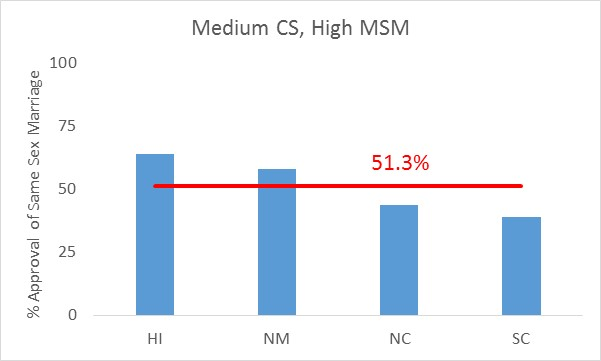 Medium CS, High MSM
% Approval of Same Sex Marriage
100
75
50
25
0
51.3%
HI NM NC SC